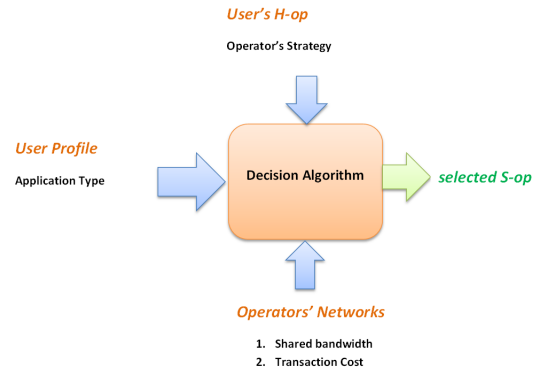 User’s H-op
Operator’s Strategy
User Profile
Application Type
Decision Algorithm
selected S-op
Operators’ Networks
1. Shared bandwidth
2. Transaction Cost